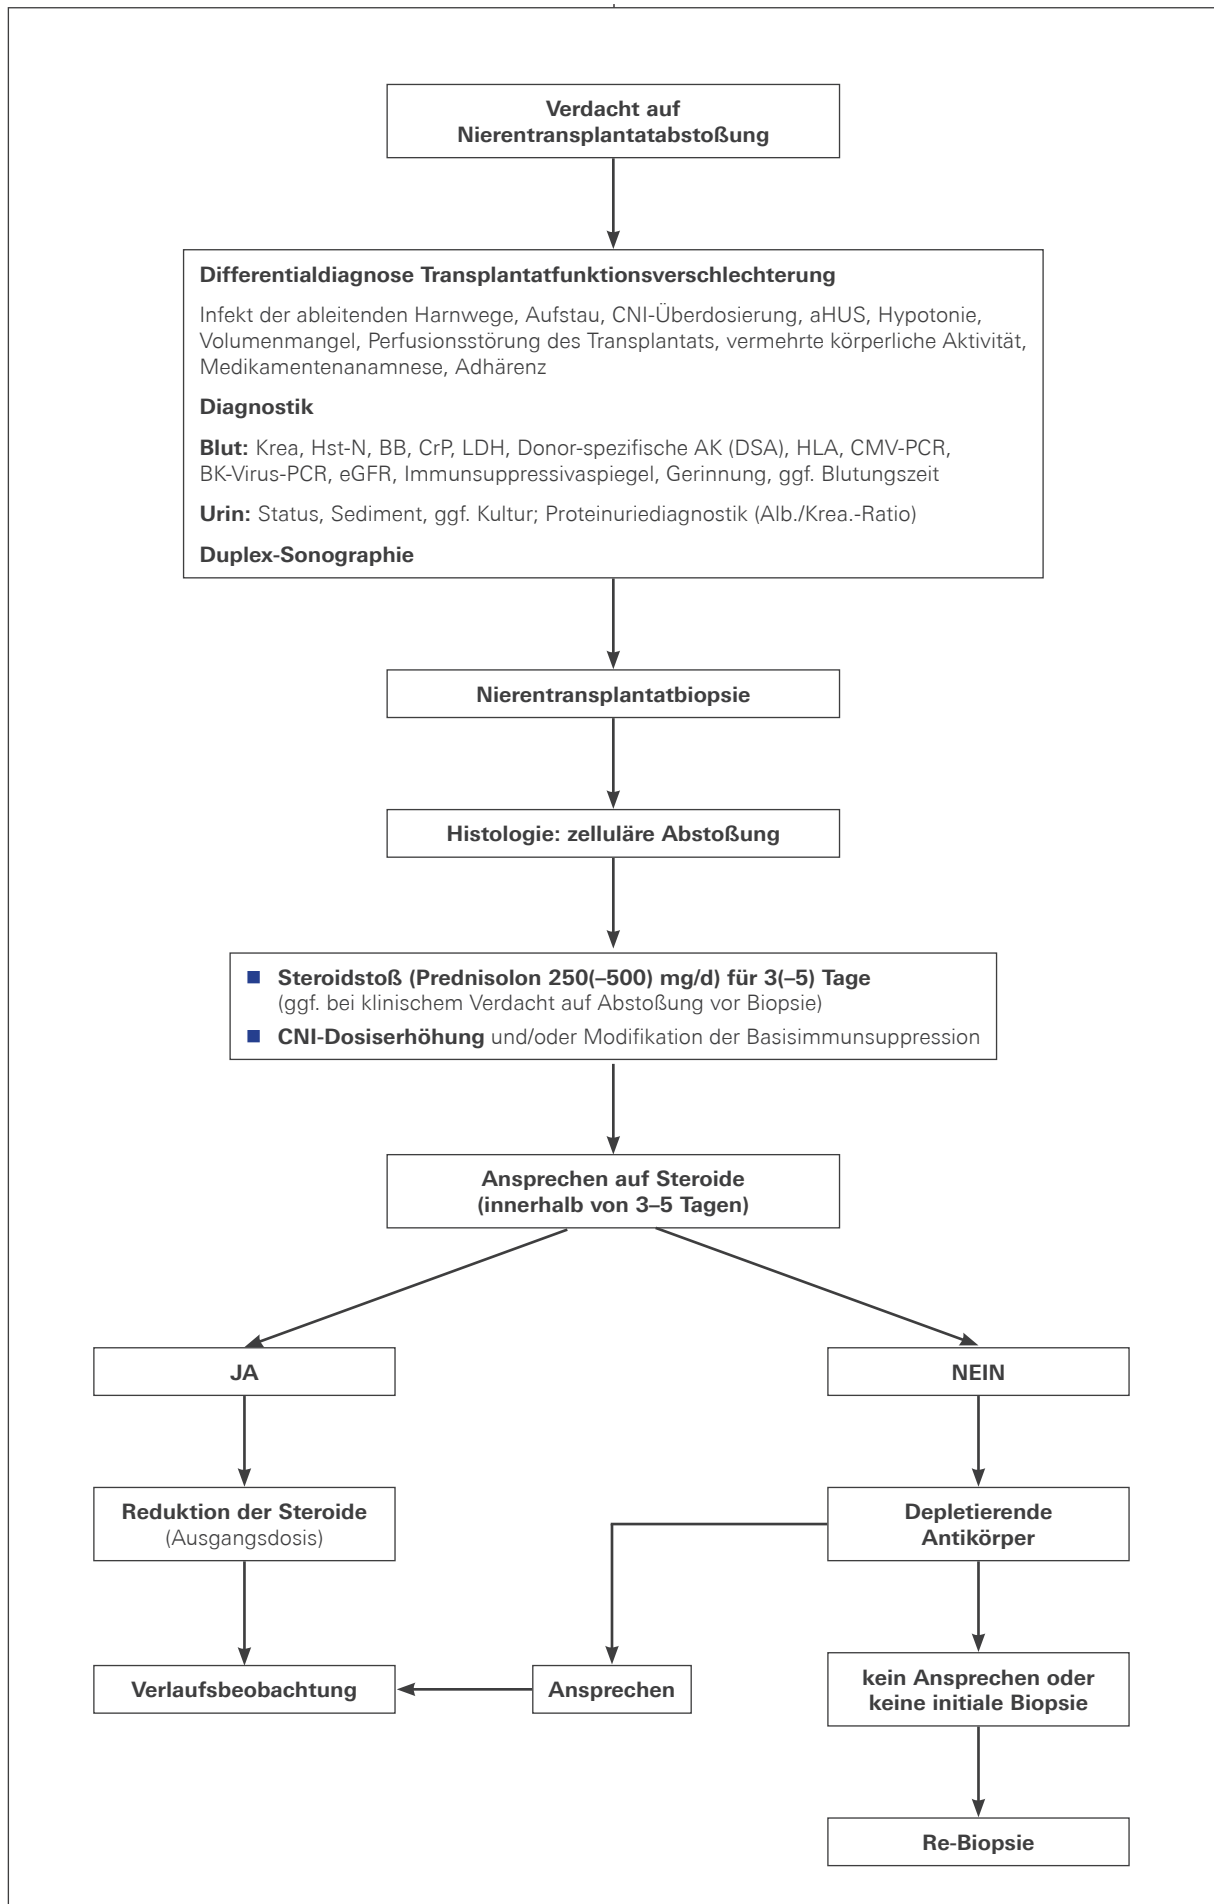 Verdacht auf
Nierentransplantatabstoßung
Differentialdiagnose Transplantatfunktionsverschlechterung
Infekt der ableitenden Harnwege, Aufstau, CNI-Überdosierung, aHUS, Hypotonie,
Volumenmangel, Perfusionsstörung des Transplantats, vermehrte körperliche Aktivität,
Medikamentenanamnese, Adhärenz
Diagnostik
Blut: Krea, Hst-N, BB, CrP, LDH, Donor-spezifische AK (DSA), HLA, CMV-PCR,
BK-Virus-PCR, eGFR, Immunsuppressivaspiegel, Gerinnung, ggf. Blutungszeit
Urin: Status, Sediment, ggf. Kultur; Proteinuriediagnostik (Alb./Krea.-Ratio)
Duplex-Sonographie
Nierentransplantatbiopsie
Histologie: zelluläre Abstoßung
■ Steroidstoß (Prednisolon 250(–500) mg/d) für 3(–5) Tage
(ggf. bei klinischem Verdacht auf Abstoßung vor Biopsie)
■ CNI-Dosiserhöhung und/oder Modifikation der Basisimmunsuppression
Ansprechen auf Steroide
(innerhalb von 3–5 Tagen)
JA
NEIN
Reduktion der Steroide
(Ausgangsdosis)
Depletierende
Antikörper
Verlaufsbeobachtung
Ansprechen
kein Ansprechen oder
keine initiale Biopsie
Re-Biopsie